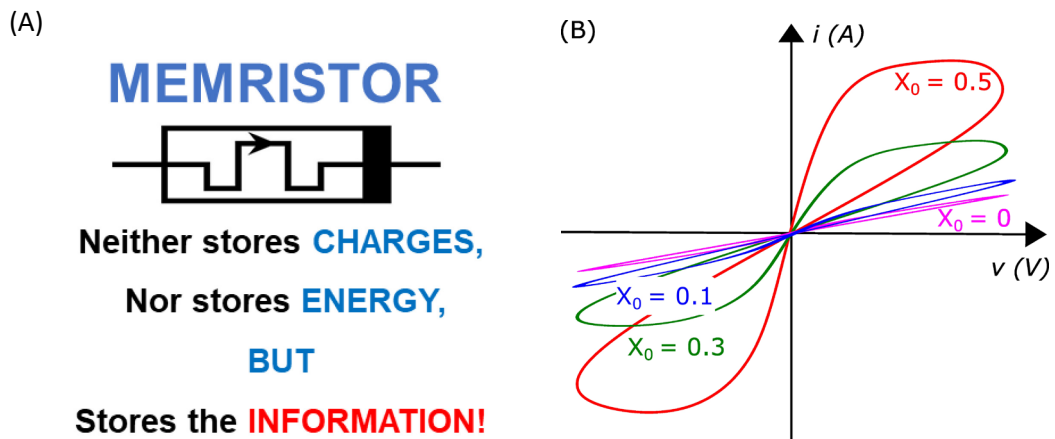 (A)
MEMRISTOR
Neither stores CHARGES,
Nor stores ENERGY,
BUT
Stores the INFORMATION!
(B)
i (A)
X₀ = 0.5
X₀ = 0
v (V)
X₀ = 0.1
X₀ = 0.3